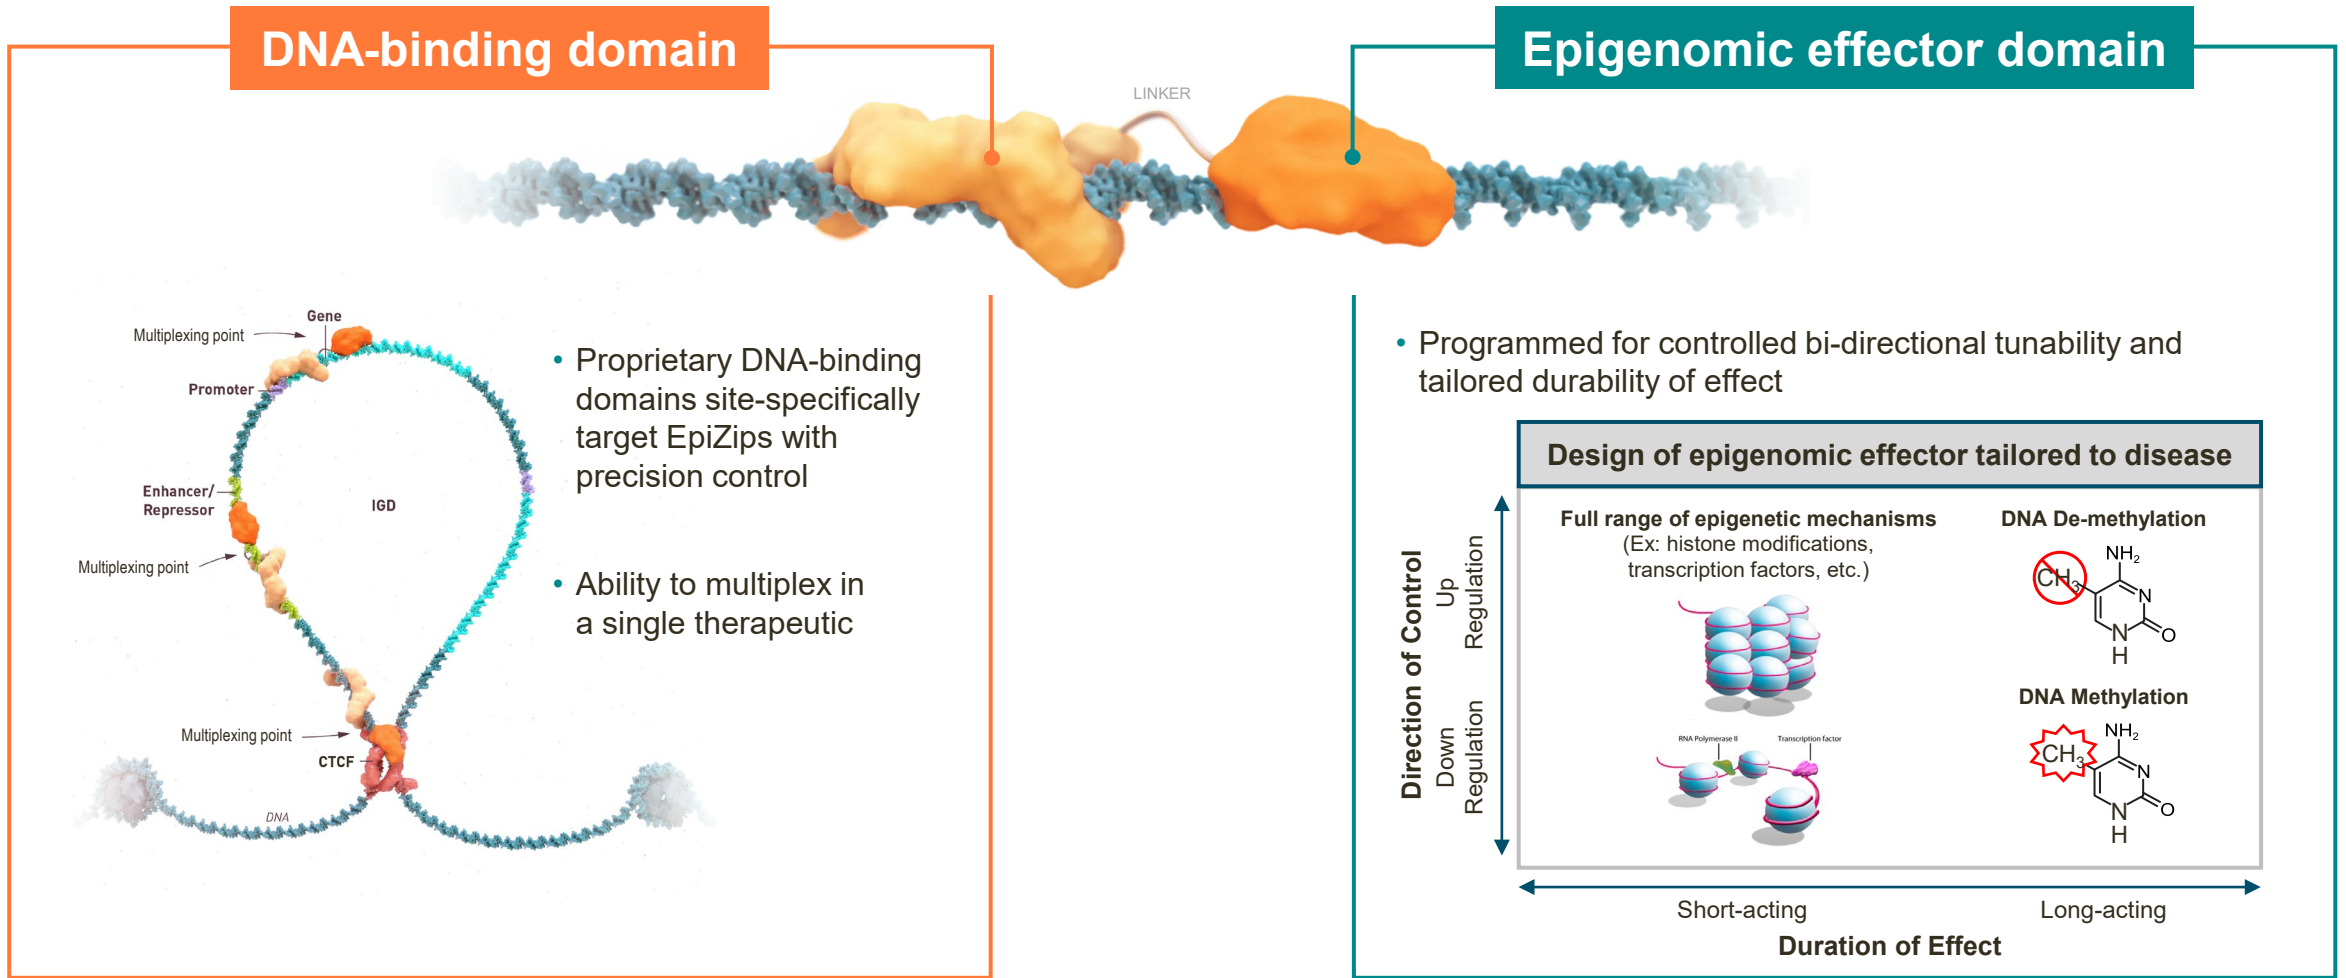 DNA-binding domain
Epigenomic effector domain
LINKER
Gene
Multiplexing point
Promoter
Enhancer/
Repressor
IGD
Multiplexing point
Multiplexing point
CTCF
DNA
• Proprietary DNA-binding
domains site-specifically
target EpiZips with
precision control
• Ability to multiplex in
a single therapeutic
• Programmed for controlled bi-directional tunability and
tailored durability of effect
Design of epigenomic effector tailored to disease
Direction of Control
Up
Regulation
Down
Regulation
Full range of epigenetic mechanisms
(Ex: histone modifications,
transcription factors, etc.)
RNA Polymerase II
Transcription factor
DNA De-methylation
CH3
NH2
N
O
N
H
DNA Methylation
CH3
NH2
N
O
N
H
Short-acting
Long-acting
Duration of Effect